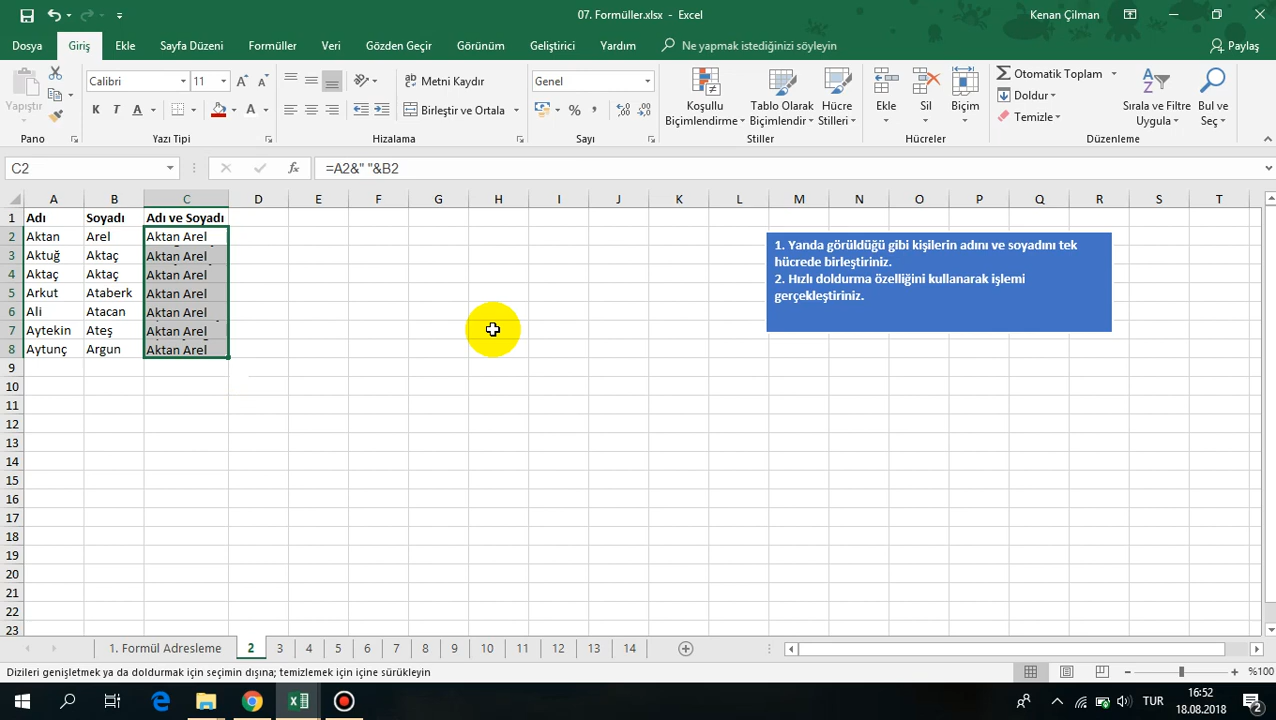 07. Formüller.xlsx - Excel
Kenan Çilman
Dosya Giriş Ekle Sayfa Düzeni Formüller Veri Gözden Geçir Görünüm Geliştirici Yardım Ne yapmak istediğinizi söyleyin Paylaş
Yapıştır
Calibri 11
K T A
A
Metni Kaydır
Birleştir ve Ortala
Genel
%
Koşullu Biçimlendirme
Tablo Olarak Biçimlendir
Hücre Stilleri
Ekle
Sil
Biçim
Otomatik Toplam
Doldur
Temizle
Sırala ve Filtre Uygula
Bul ve Seç
Pano Yazı Tipi Hizalama Sayı Stiller Hücreler Düzenleme
C2 fx =A2&" "&B2
A B C D E F G H I J K L M N O P Q R S T
1 Adı Soyadı Adı ve Soyadı
2 Aktan Arel Aktan Arel
3 Aktuğ Aktaç Aktan Arel
4 Aktaç Aktaç Aktan Arel
5 Arkut Ataberk Aktan Arel
6 Ali Atacan Aktan Arel
7 Aytekin Ateş Aktan Arel
8 Aytunç Argun Aktan Arel
9
10
11
12
13
14
15
16
17
18
19
20
21
22
23
1. Yanda görüldüğü gibi kişilerin adını ve soyadını tek
hücrede birleştiriniz.
2. Hızlı doldurma özelliğini kullanarak işlemi
gerçekleştiriniz.
1. Formül Adresleme 2 3 4 5 6 7 8 9 10 11 12 13 14
Dizileri genişletmek ya da doldurmak için seçimin dışına; temizlemek için içine sürükleyin
%100
TUR
16:52
18.08.2018
2